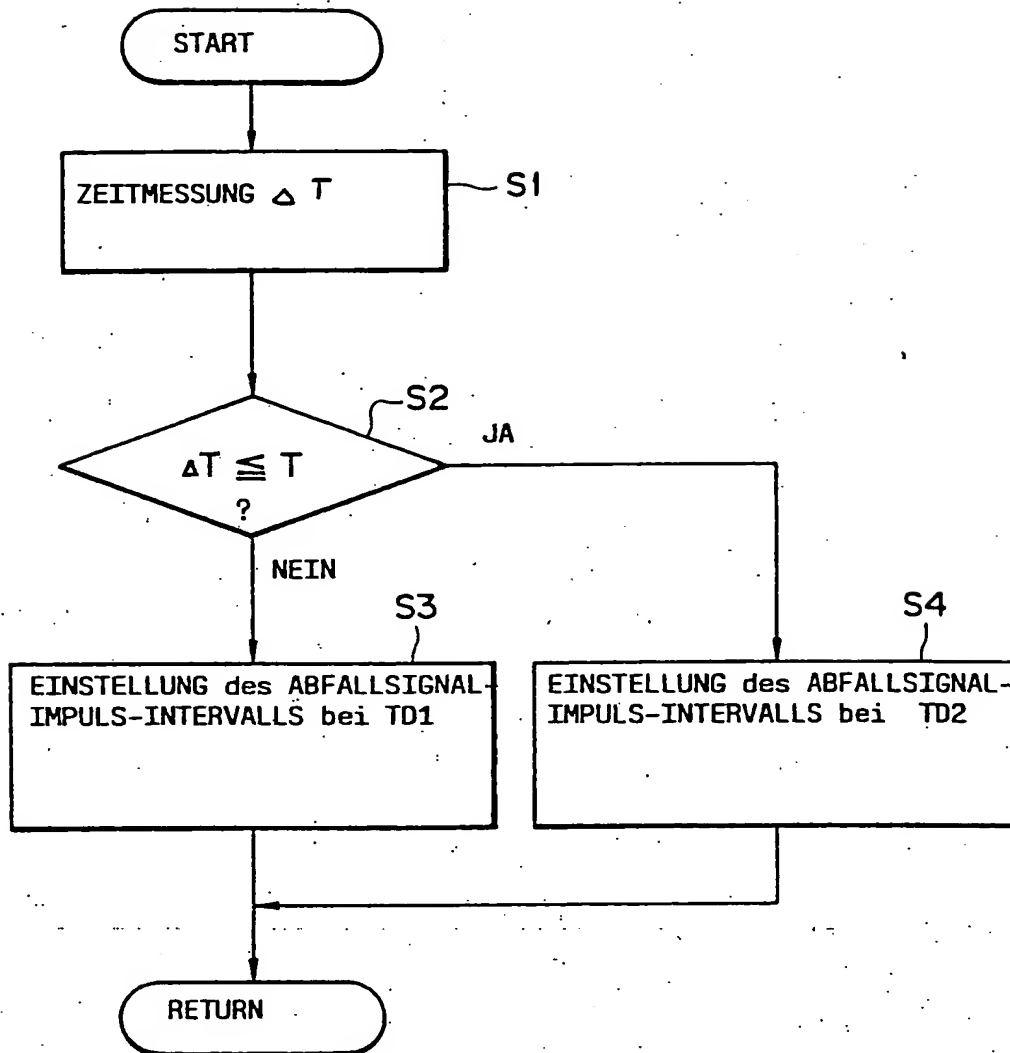 START
ZEITMESSUNG △ T
S1
S2
JA
ΔT ≦ T
?
NEIN
S3
S4
EINSTELLUNG des ABFALLSIGNAL-
IMPULS-INTERVALLS bei TD1
EINSTELLUNG des ABFALLSIGNAL-
IMPULS-INTERVALLS bei TD2
RETURN